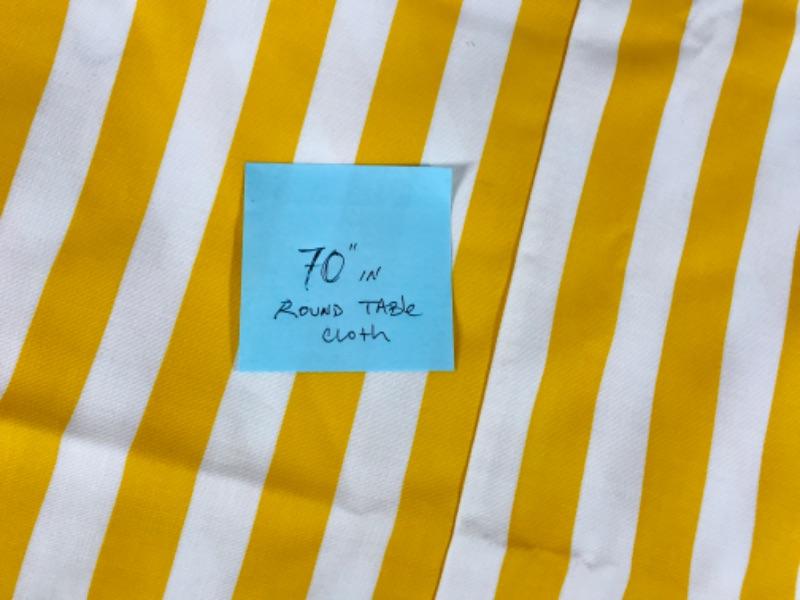 70" IN
ROUND TABle
cloth